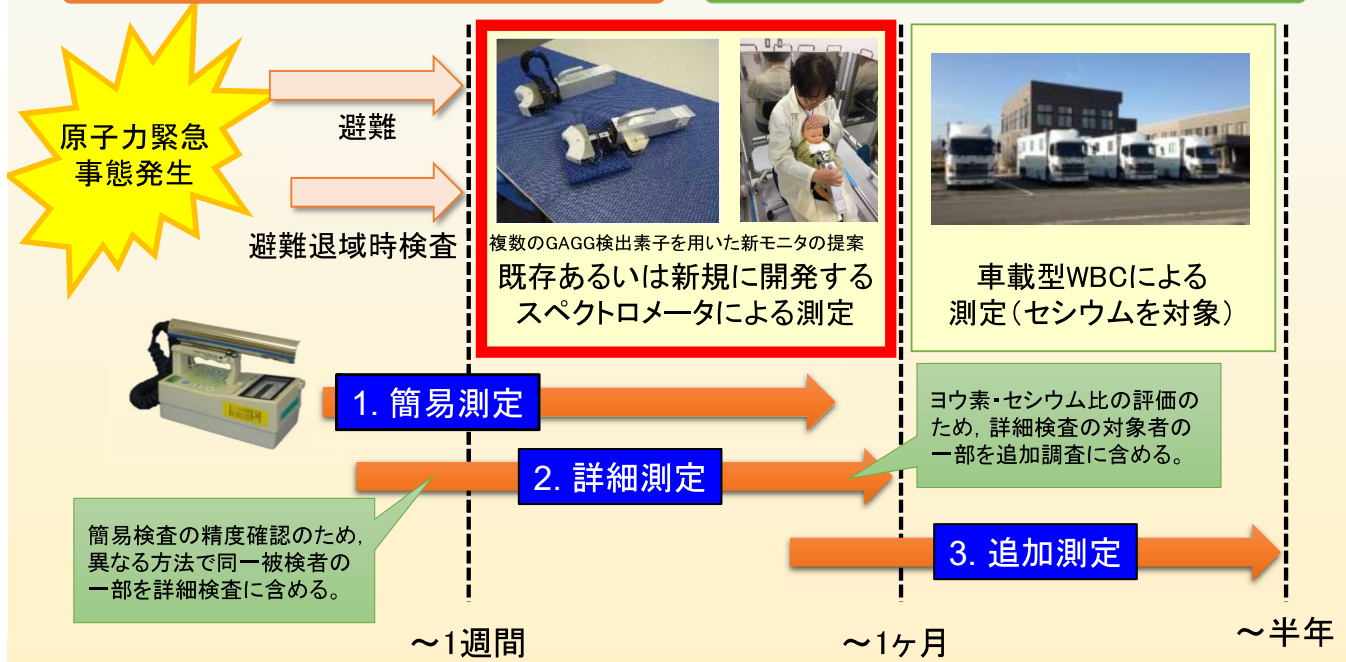 原子力緊急
事態発生
避難
避難退域時検査
複数のGAGG検出素子を用いた新モニタの提案
既存あるいは新規に開発する
スペクトロメータによる測定
車載型WBCによる
測定（セシウムを対象）
1. 簡易測定
ヨウ素・セシウム比の評価の
ため，詳細検査の対象者の
一部を追加調査に含める。
2. 詳細測定
簡易検査の精度確認のため，
異なる方法で同一被検者の
一部を詳細検査に含める。
3. 追加測定
～1週間
～1ヶ月
～半年